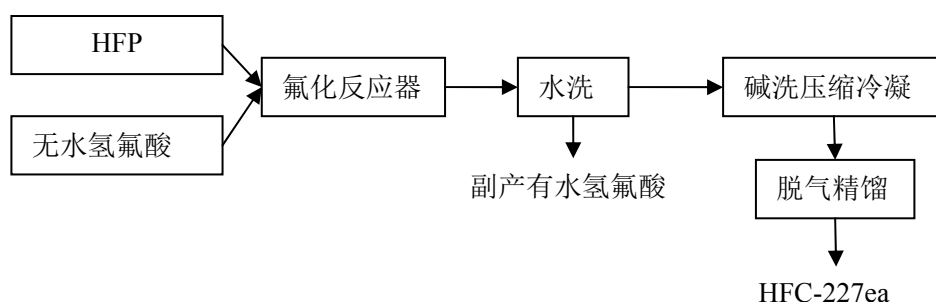 HFP
无水氢氟酸
氟化反应器
水洗
碱洗压缩冷凝
副产有水氢氟酸
脱气精馏
HFC-227ea